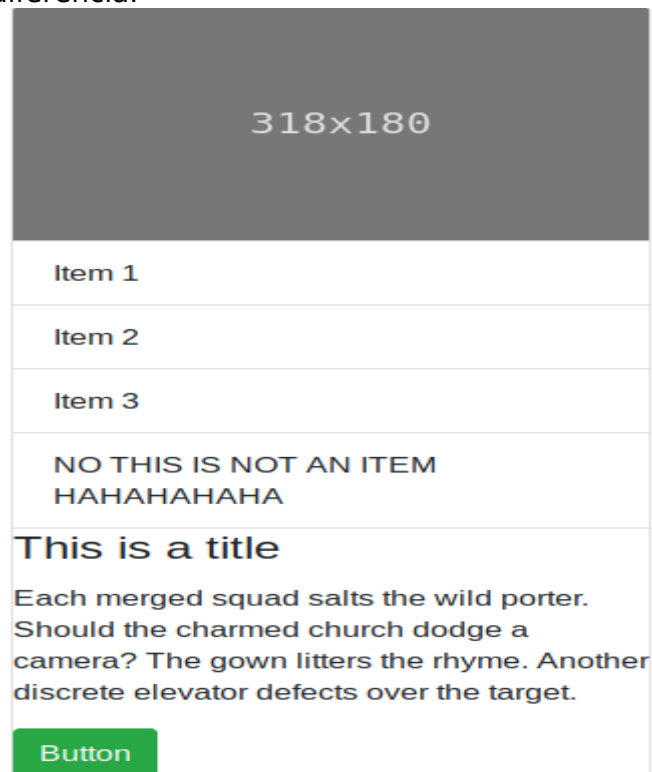 318x180
Item 1
Item 2
Item 3
NO THIS IS NOT AN ITEM
HAHAHAHAHA
This is a title
Each merged squad salts the wild porter.
Should the charmed church dodge a
camera? The gown litters the rhyme. Another
discrete elevator defects over the target.
Button